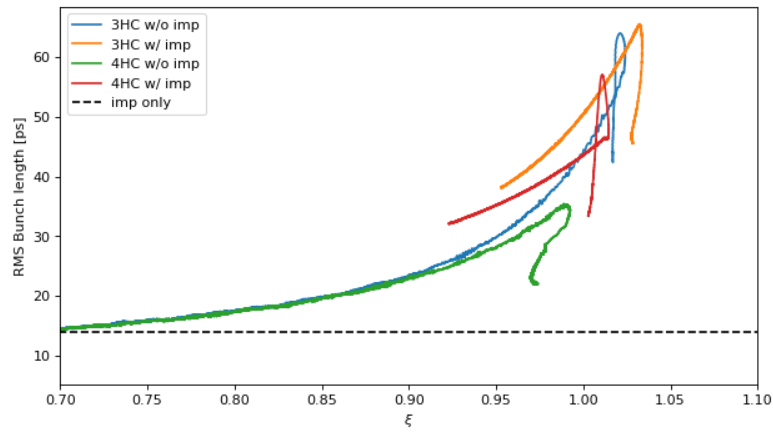 3HC w/o imp
3HC w/ imp
4HC w/o imp
4HC w/ imp
imp only
RMS Bunch length [ps]
60
50
40
30
20
10
0.70 0.75 0.80 0.85 0.90 0.95 1.00 1.05 1.10
ξ